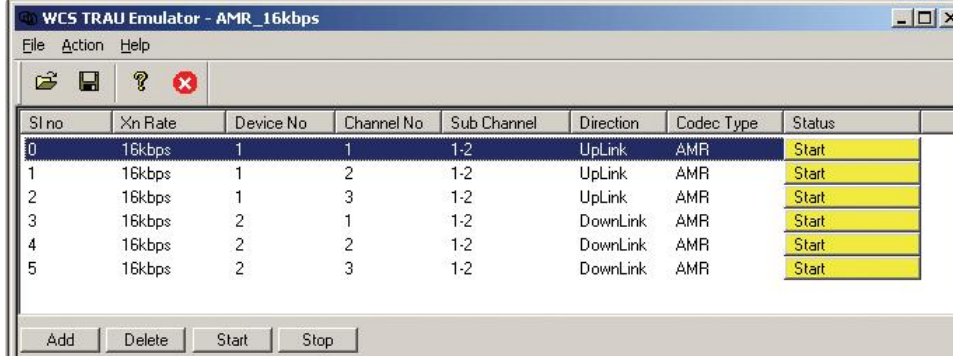 WCS TRAU Emulator - AMR_16kbps
File Action Help
Sl no Xn Rate Device No Channel No Sub Channel Direction Codec Type Status
0 16kbps 1 1 1-2 UpLink AMR Start
1 16kbps 1 2 1-2 UpLink AMR Start
2 16kbps 1 3 1-2 UpLink AMR Start
3 16kbps 2 1 1-2 DownLink AMR Start
4 16kbps 2 2 1-2 DownLink AMR Start
5 16kbps 2 3 1-2 DownLink AMR Start
Add Delete Start Stop